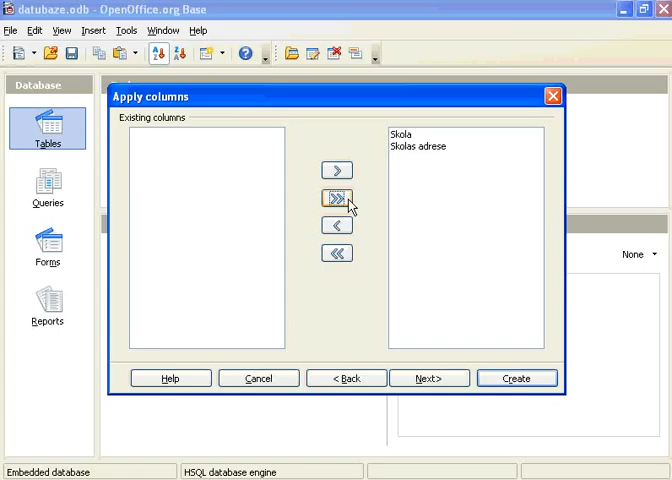 datubaze.odb - OpenOffice.org Base
File Edit View Insert Tools Window Help
Database
Tables
Queries
Forms
Reports
Apply columns
Existing columns
Skola
Skolas adrese
Help
Cancel
< Back
Next>
Create
None
Embedded database
HSQL database engine